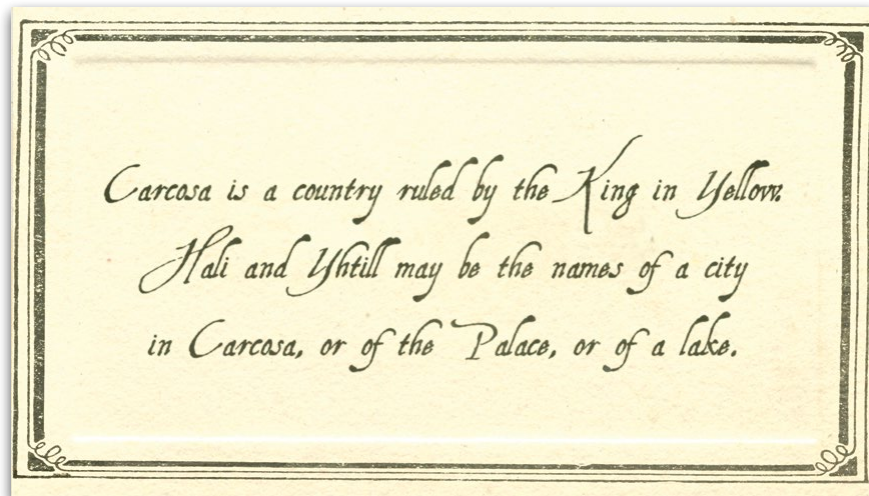 Carcosa is a country ruled by the King in Yellow.
Hali and Yhtill may be the names of a city
in Carcosa, or of the Palace, or of a lake.